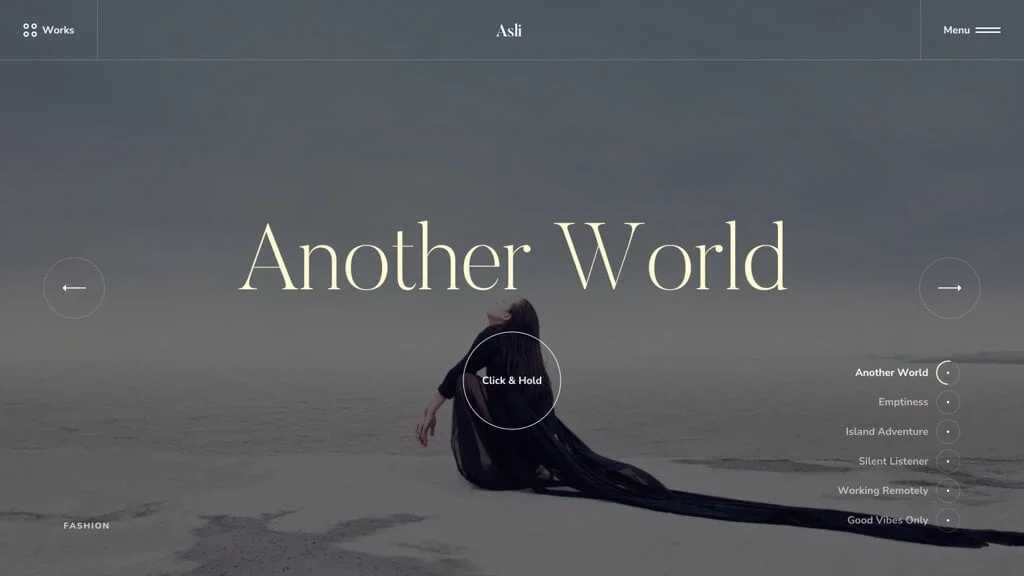 Works
Asli
Menu
Another World
Click & Hold
Another World
Emptiness
Island Adventure
Silent Listener
Working Remotely
Good Vibes Only
FASHION